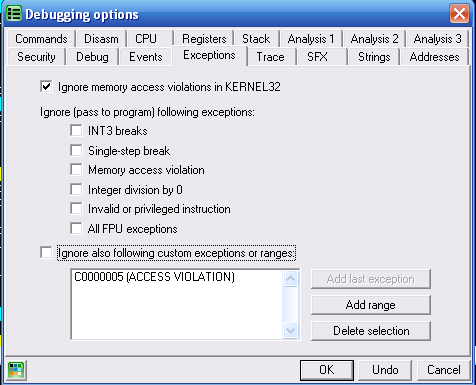 Debugging options
Commands Disasm CPU Registers Stack Analysis 1 Analysis 2 Analysis 3
Security Debug Events Exceptions Trace SFX Strings Addresses
Ignore memory access violations in KERNEL32
Ignore (pass to program) following exceptions:
INT3 breaks
Single-step break
Memory access violation
Integer division by 0
Invalid or privileged instruction
All FPU exceptions
Ignore also following custom exceptions or ranges:
C0000005 (ACCESS VIOLATION)
Add last exception
Add range
Delete selection
OK Undo Cancel